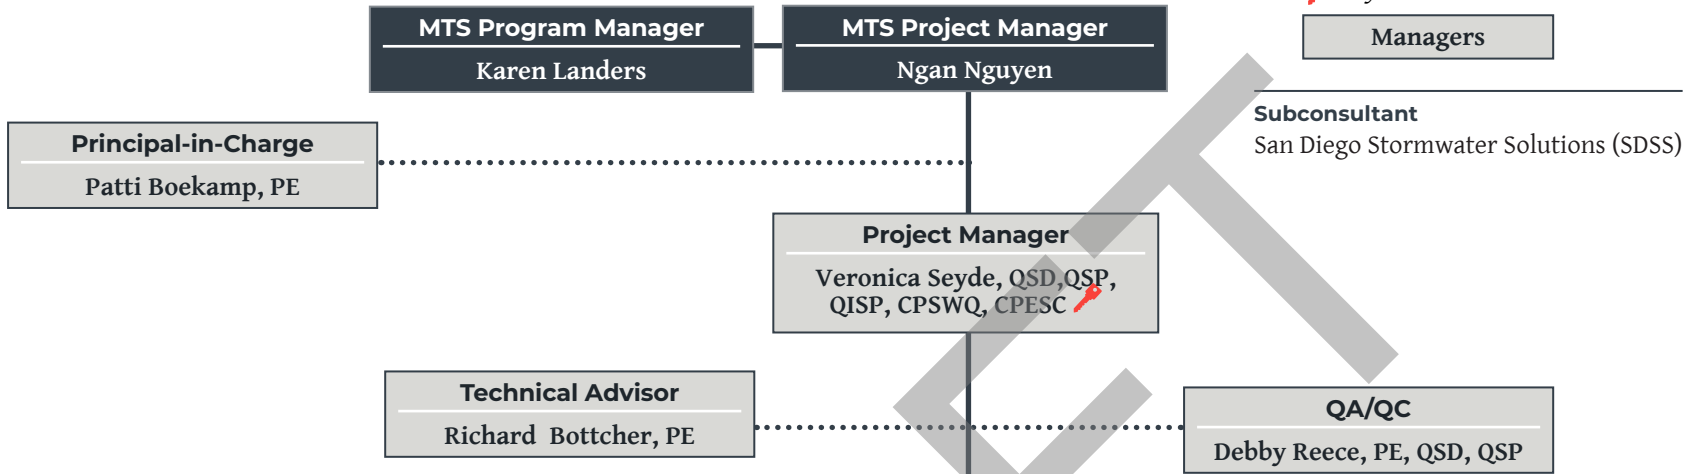 MTS Program Manager
Karen Landers
MTS Project Manager
Ngan Nguyen
Managers
Subconsultant
San Diego Stormwater Solutions (SDSS)
Principal-in-Charge
Patti Boekamp, PE
Project Manager
Veronica Seyde, QSD,QSP,
QISP, CPSWQ, CPESC
Technical Advisor
Richard Bottcher, PE
QA/QC
Debby Reece, PE, QSD, QSP